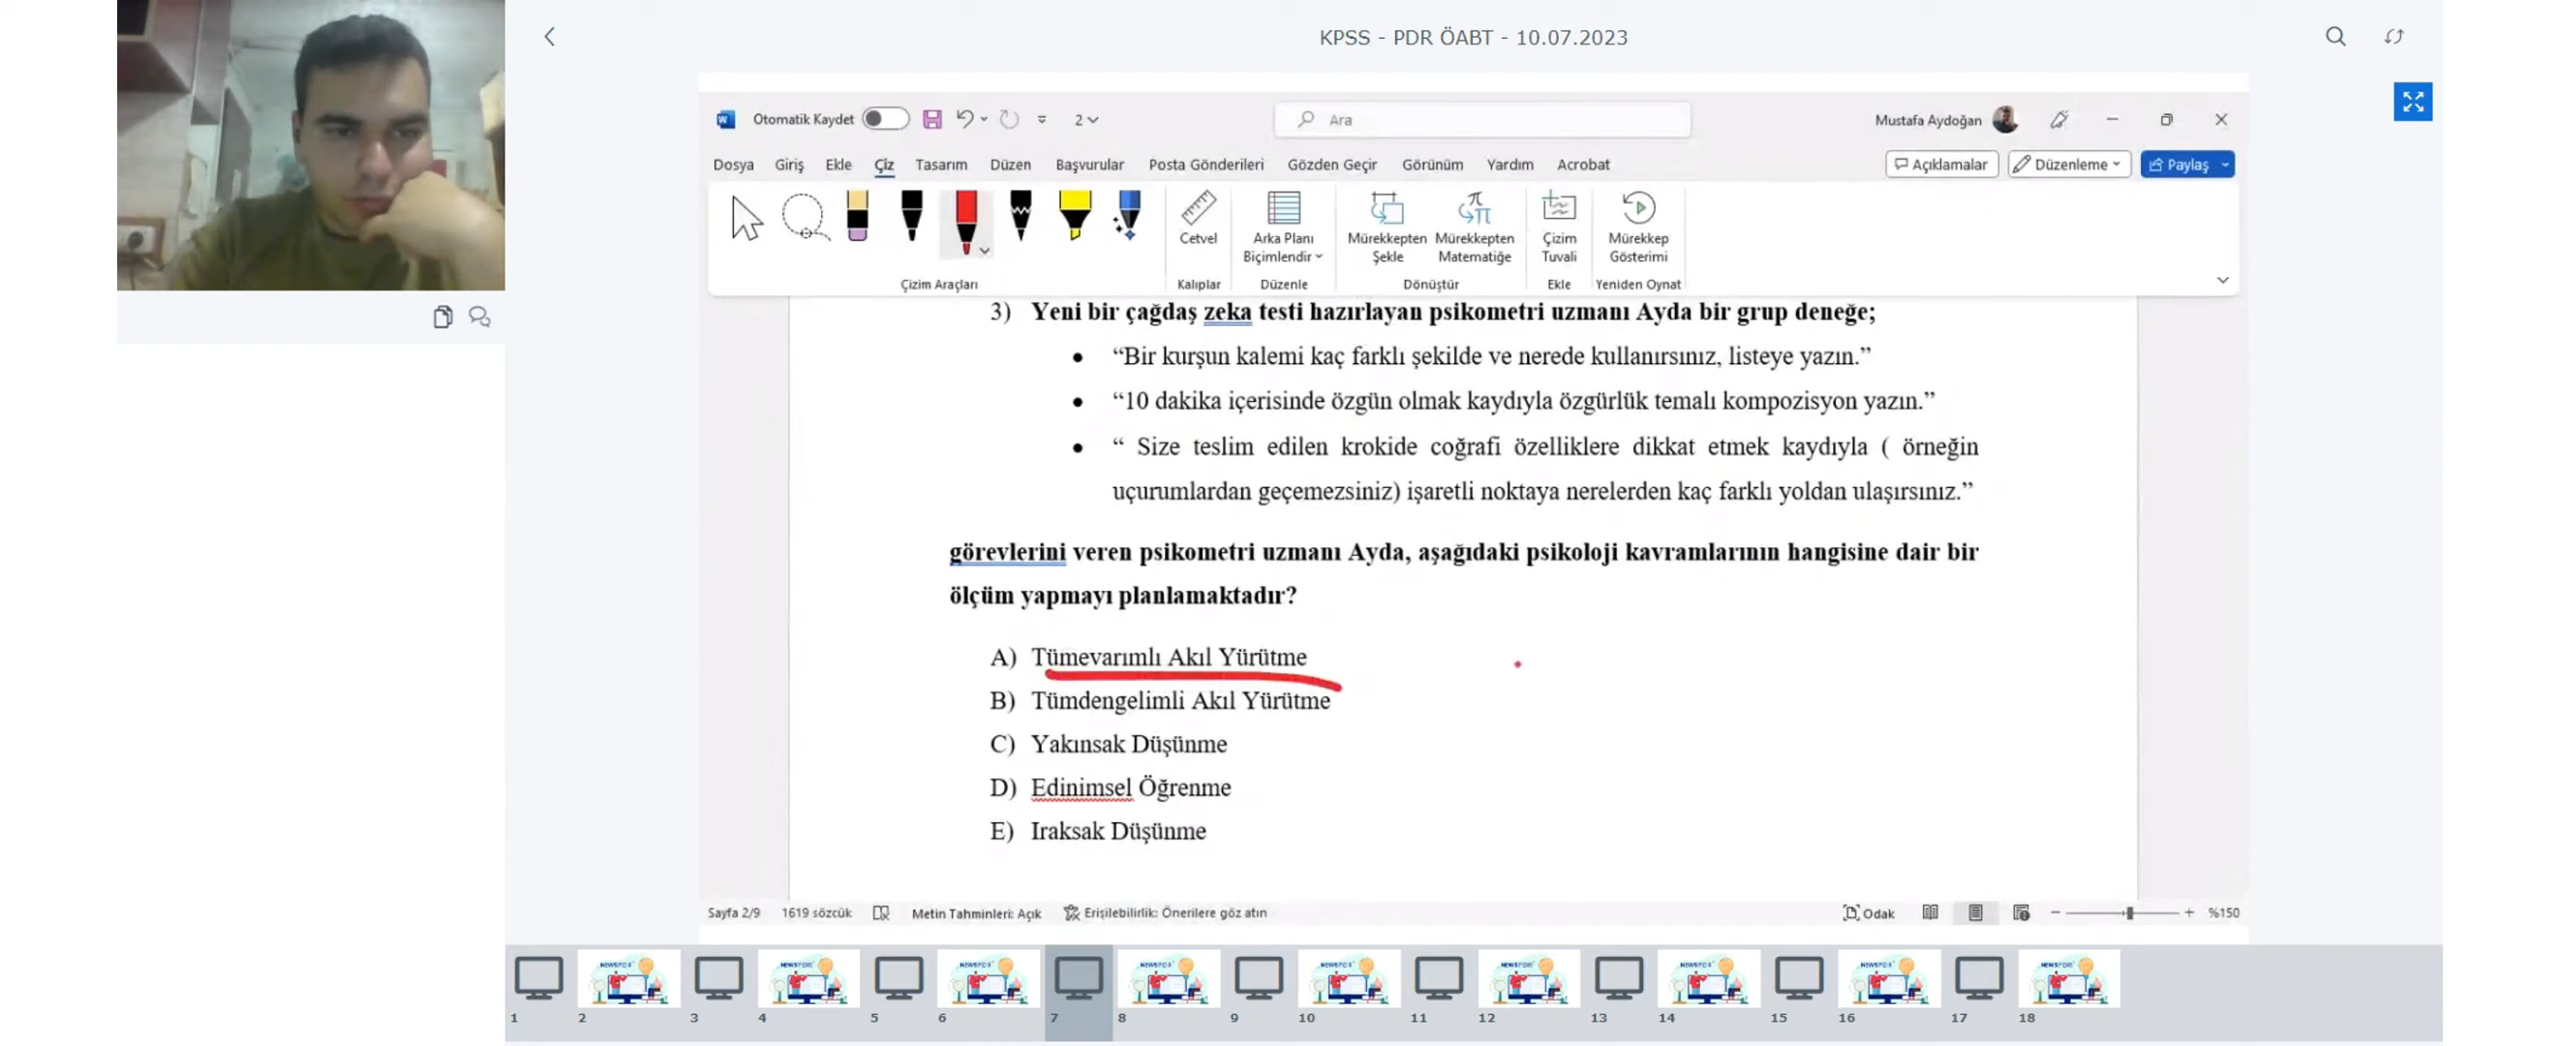 KPSS - PDR ÖABT - 10.07.2023
Otomatik Kaydet
2
Ara
Mustafa Aydoğan
Dosya Giriş Ekle Çiz Tasarım Düzen Başvurular Posta Gönderileri Gözden Geçir Görünüm Yardım Acrobat
Açıklamalar Düzenleme Paylaş
Cetvel
Arka Planı Biçimlendir
Mürekkepten Şekle
Mürekkepten Matematiğe
Çizim Tuvali
Mürekkep Gösterimi
Çizim Araçları Kalıplar Düzenle Dönüştür Ekle Yeniden Oynat
3) Yeni bir çağdaş zeka testi hazırlayan psikometri uzmanı Ayda bir grup deneğe;
• “Bir kurşun kalemi kaç farklı şekilde ve nerede kullanırsınız, listeye yazın.”
• “10 dakika içerisinde özgün olmak kaydıyla özgürlük temalı kompozisyon yazın.”
• “ Size teslim edilen krokide coğrafi özelliklere dikkat etmek kaydıyla ( örneğin
uçurumlardan geçemezsiniz) işaretli noktaya nerelerden kaç farklı yoldan ulaşırsınız.”
görevlerini veren psikometri uzmanı Ayda, aşağıdaki psikoloji kavramlarının hangisine dair bir
ölçüm yapmayı planlamaktadır?
A) Tümevarımlı Akıl Yürütme
B) Tümdengelimli Akıl Yürütme
C) Yakınsak Düşünme
D) Edinimsel Öğrenme
E) Iraksak Düşünme
Sayfa 2/9 1619 sözcük Metin Tahminleri: Açık Erişilebilirlik: Önerilere göz atın Odak %150
1 2 3 4 5 6 7 8 9 10 11 12 13 14 15 16 17 18